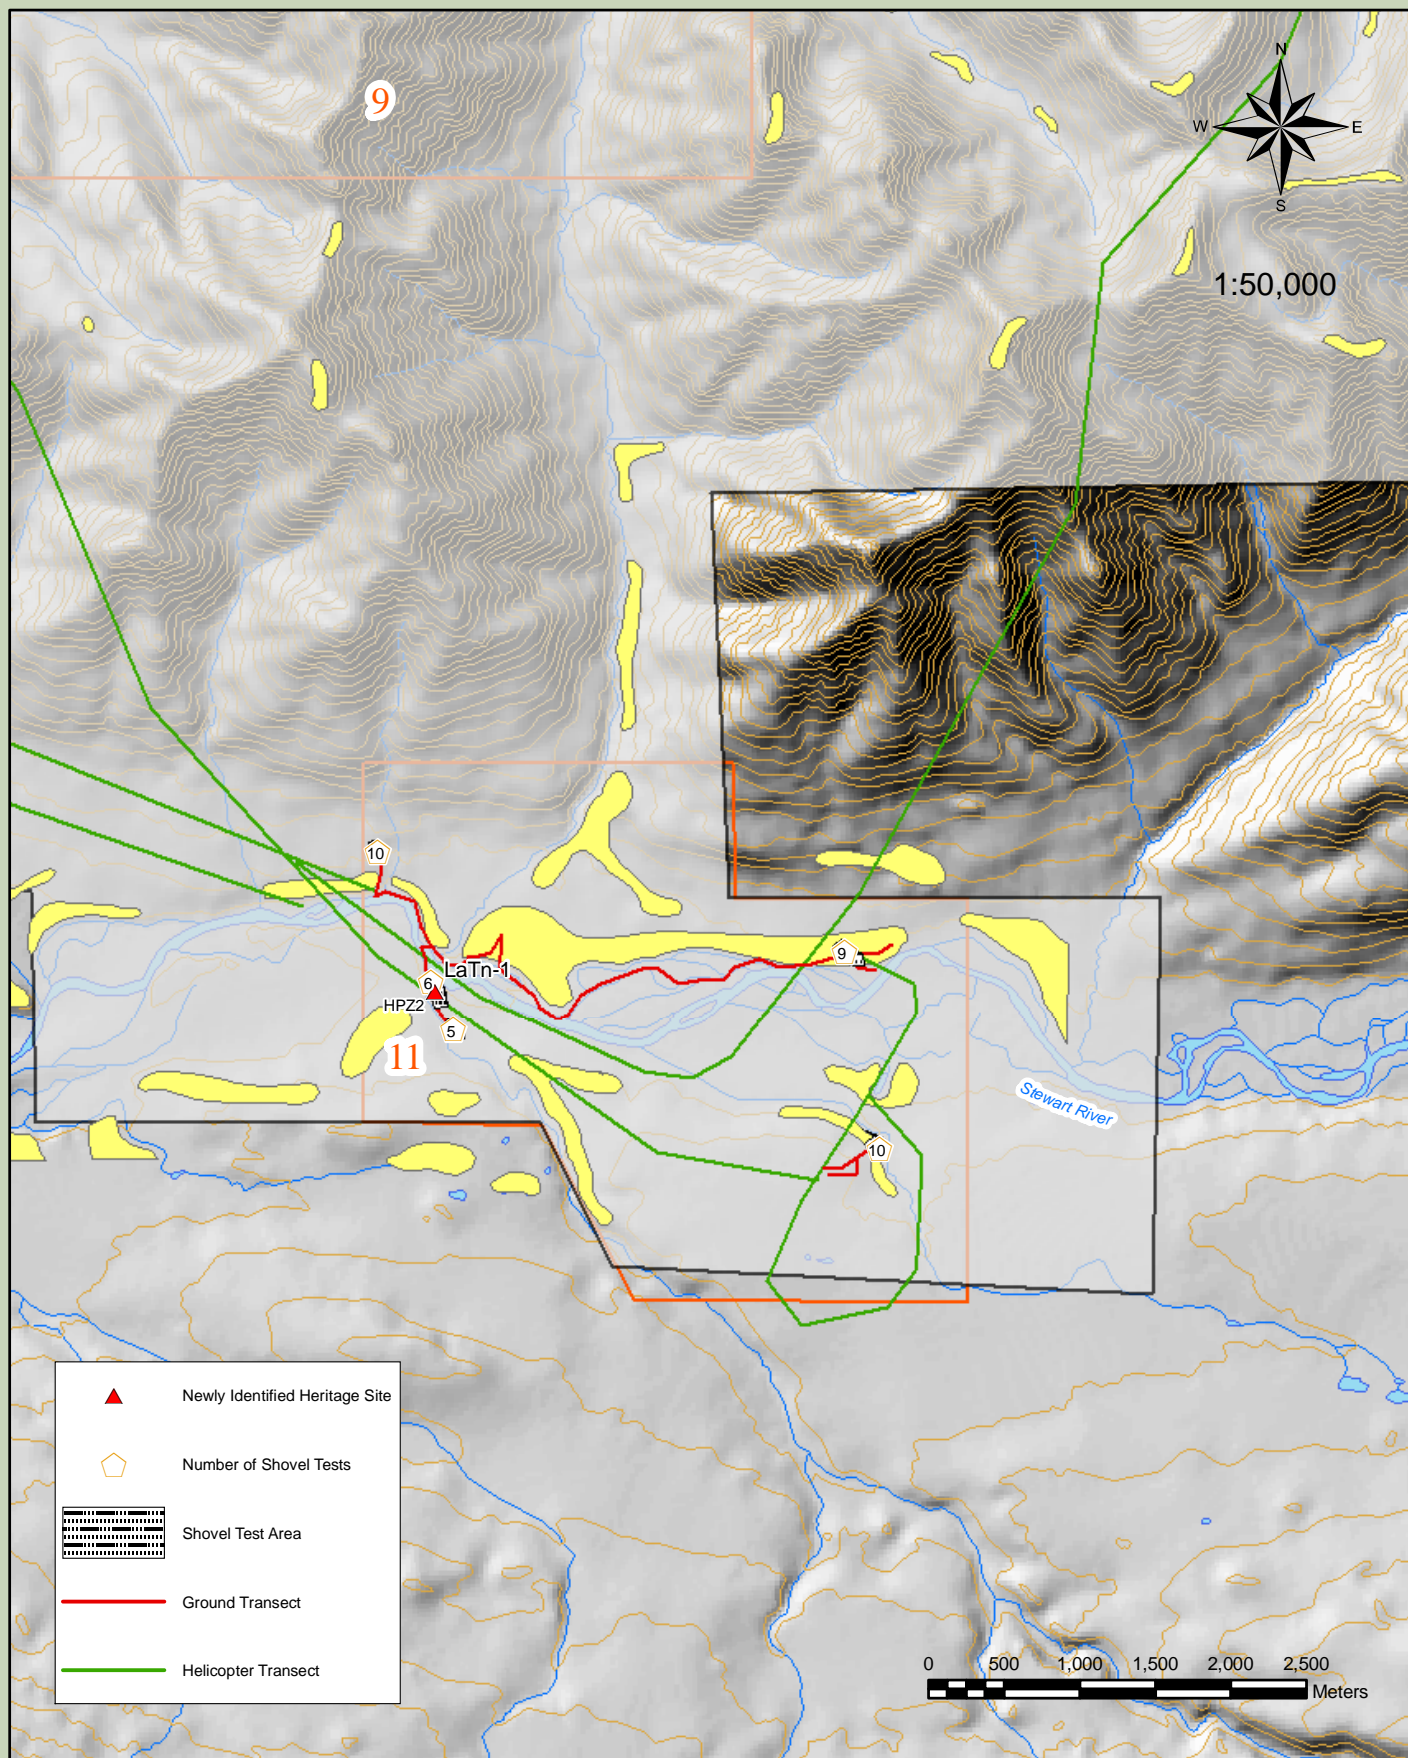 9
N
W
E
S
1:50,000
10
9
LaTn-1
6
HPZ2
5
11
Stewart River
10
Newly Identified Heritage Site
Number of Shovel Tests
Shovel Test Area
Ground Transect
Helicopter Transect
0 500 1,000 1,500 2,000 2,500
Meters